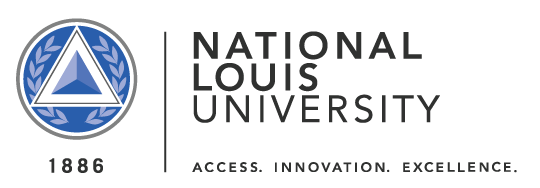 1886
NATIONAL
LOUIS
UNIVERSITY
ACCESS. INNOVATION. EXCELLENCE.